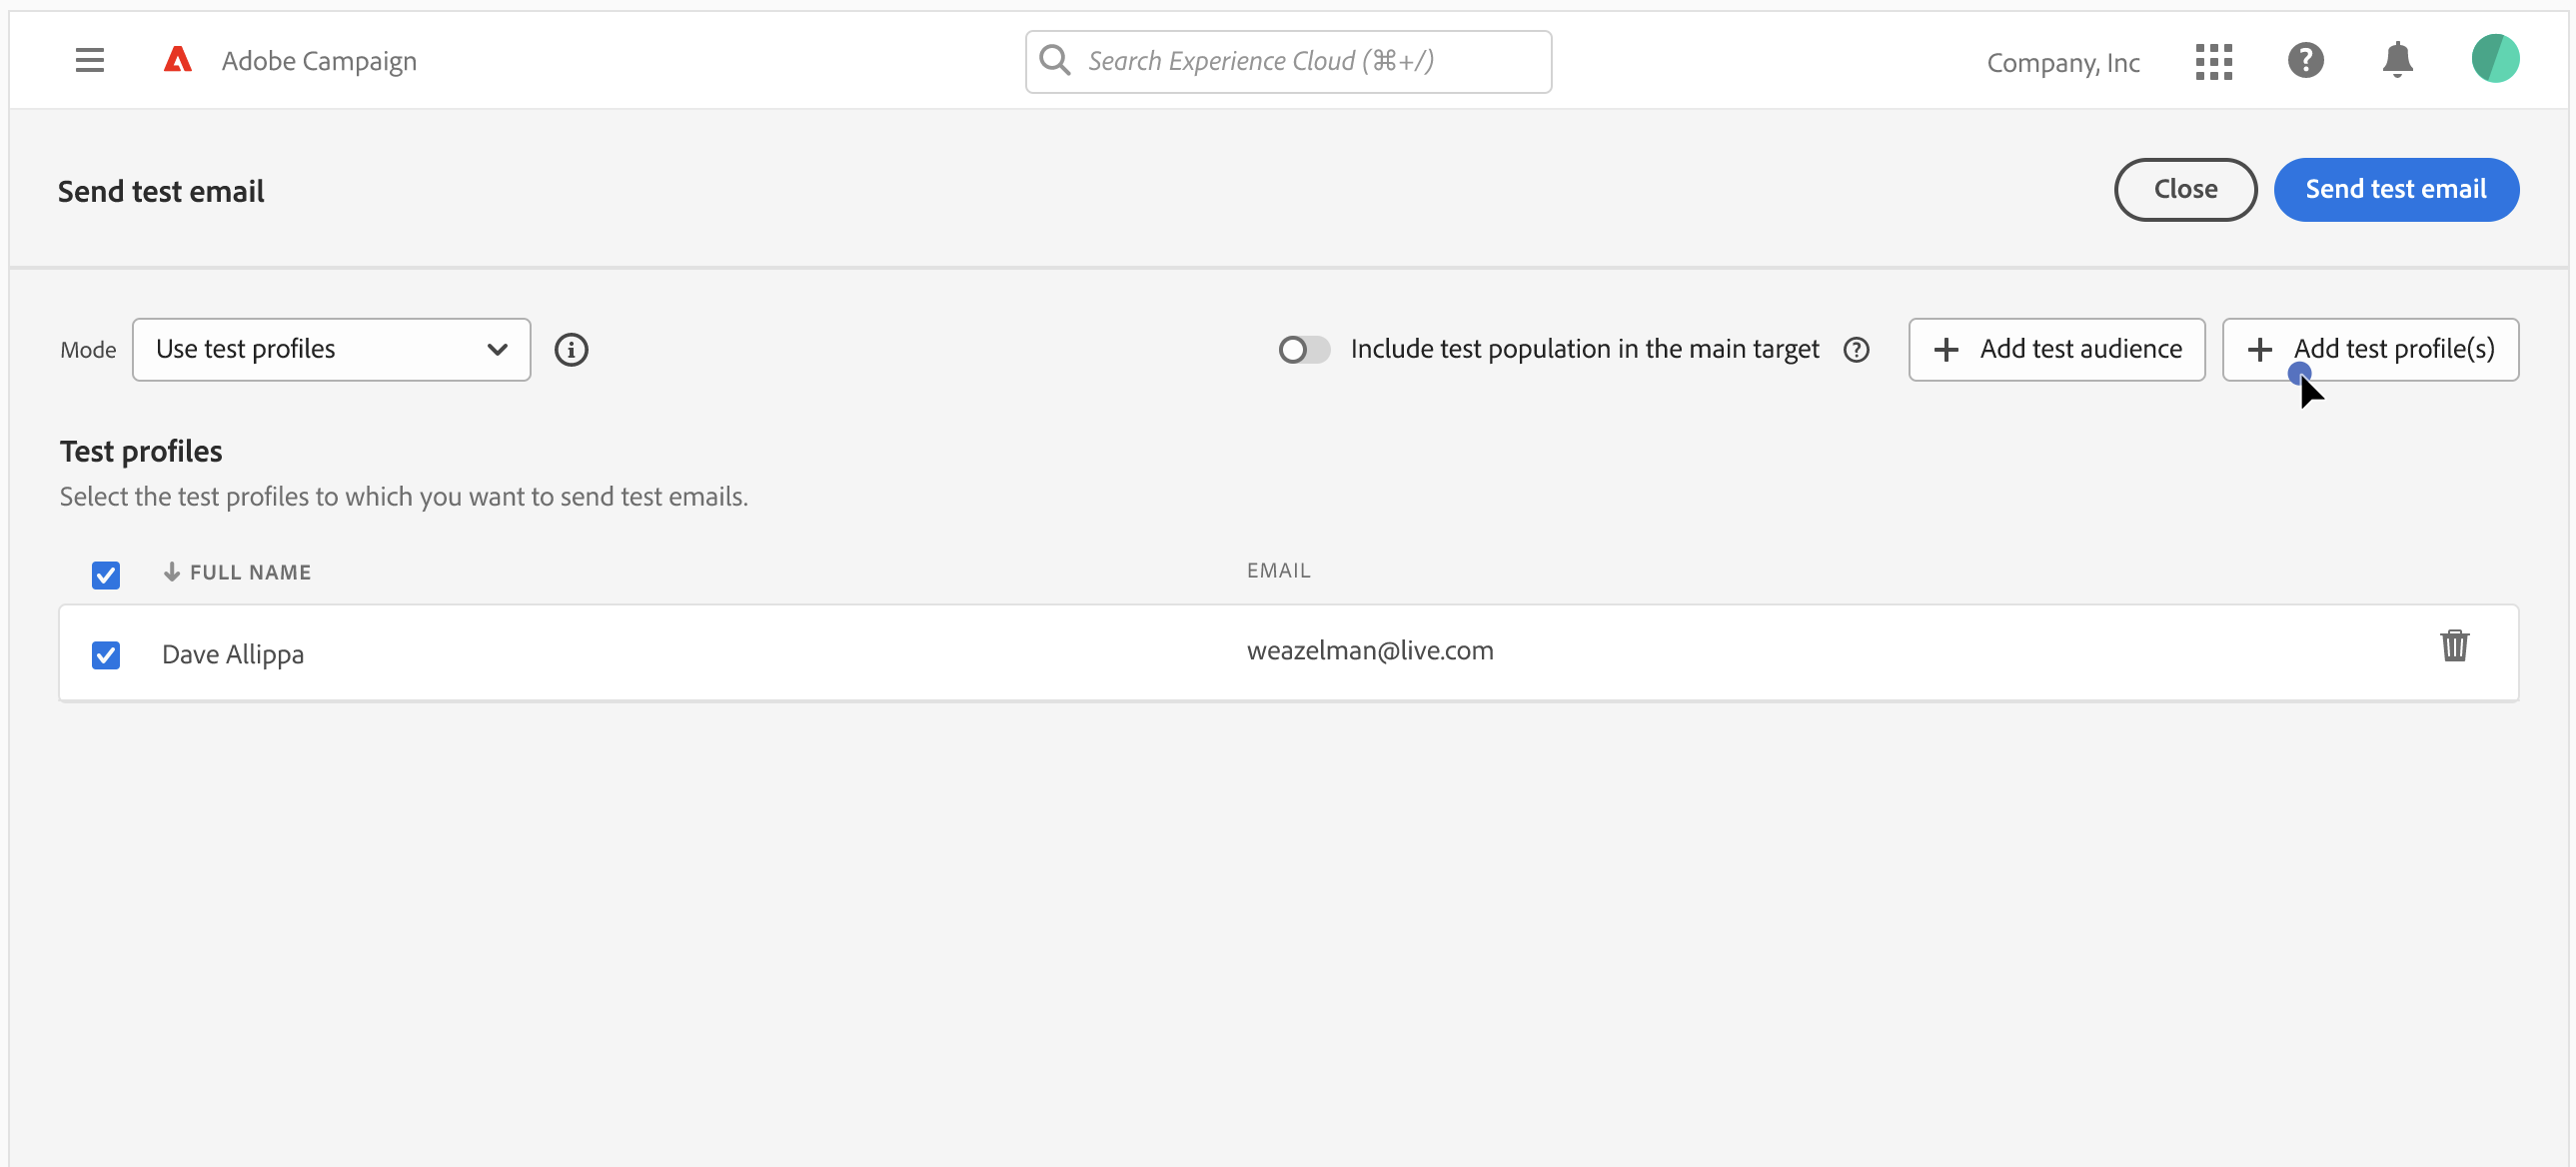 Adobe Campaign
Search Experience Cloud (⌘+/)
Company, Inc
Send test email
Close
Send test email
Mode
Use test profiles
Include test population in the main target
Add test audience
Add test profile(s)
Test profiles
Select the test profiles to which you want to send test emails.
FULL NAME
EMAIL
Dave Allippa
weazelman@live.com